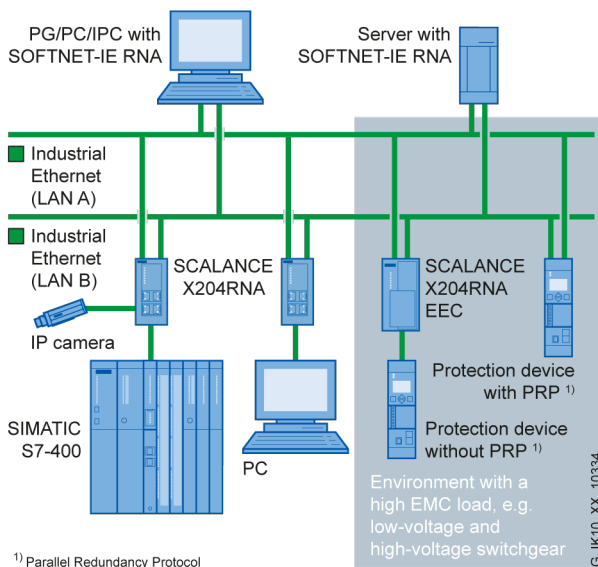 PG/PC/IPC with
SOFTNET-IE RNA
Server with
SOFTNET-IE RNA
Industrial
Ethernet
(LAN A)
Industrial
Ethernet
(LAN B)
SCALANCE
X204RNA
SCALANCE
X204RNA
EEC
IP camera
Protection device
with PRP 1)
SIMATIC
S7-400
PC
Protection device
without PRP 1)
Environment with a
high EMC load, e.g.
low-voltage and
high-voltage switchgear
1) Parallel Redundancy Protocol
G_IK10_XX_10334